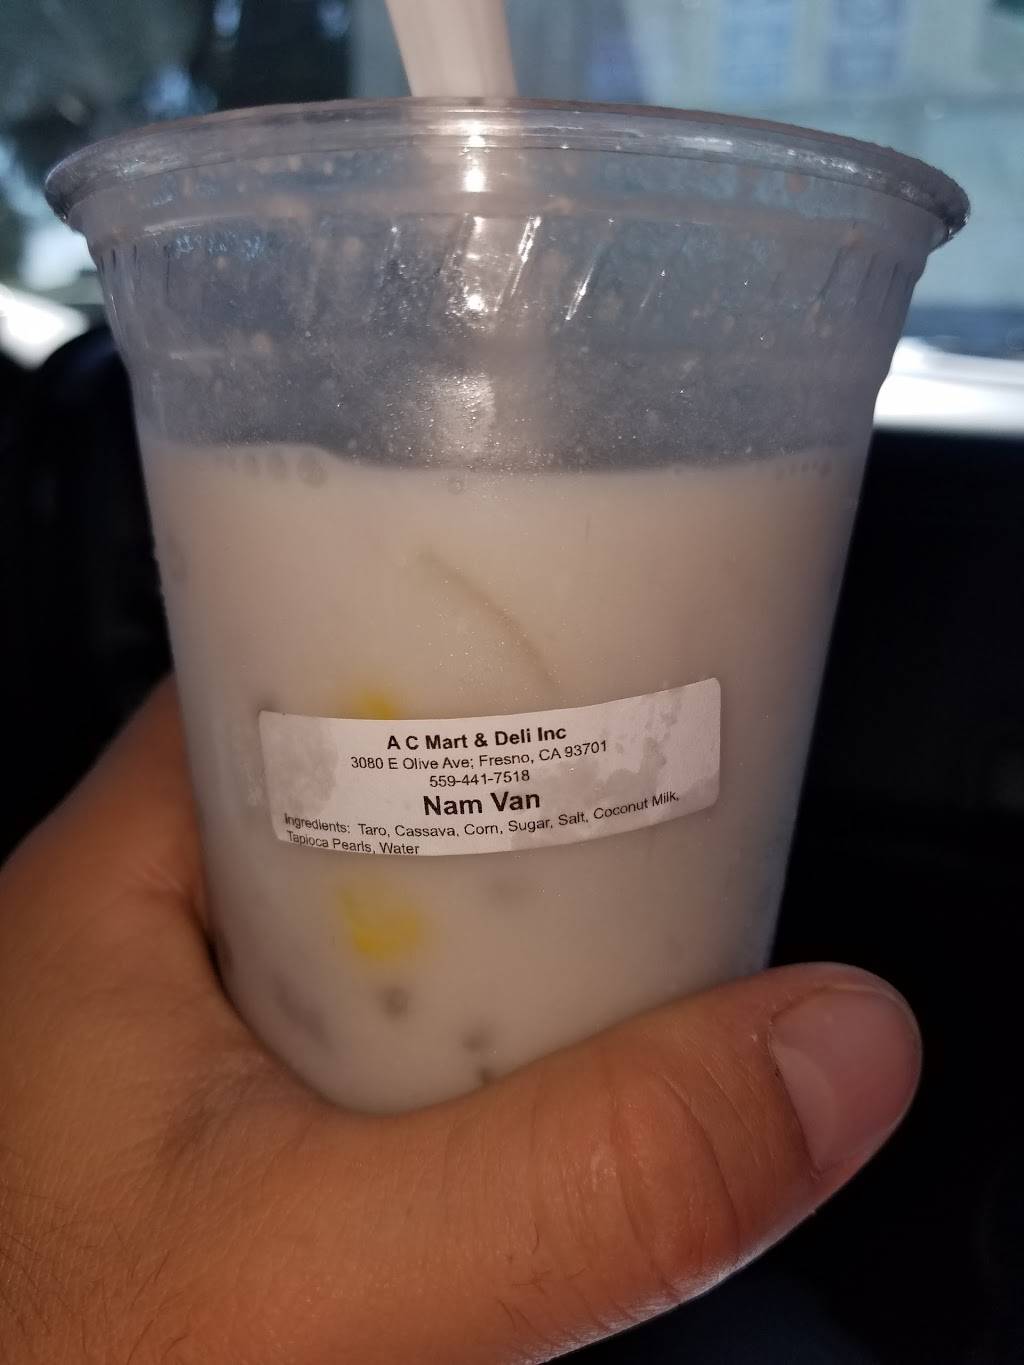 A C Mart & Deli Inc
3080 E Olive Ave; Fresno, CA 93701
559-441-7518
Nam Van
Ingredients: Taro, Cassava, Corn, Sugar, Salt, Coconut Milk,
Tapioca Pearls, Water